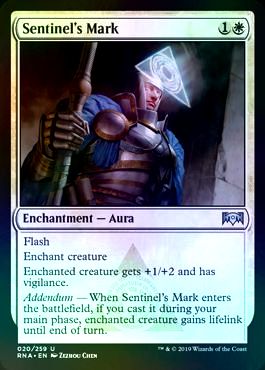 Sentinel's Mark 1
Enchantment — Aura
Flash
Enchant creature
Enchanted creature gets +1/+2 and has
vigilance.
Addendum — When Sentinel's Mark enters
the battlefield, if you cast it during your
main phase, enchanted creature gains lifelink
until end of turn.
020/259 U
RNA • EN Zezhou Chen ™ & © 2019 Wizards of the Coast